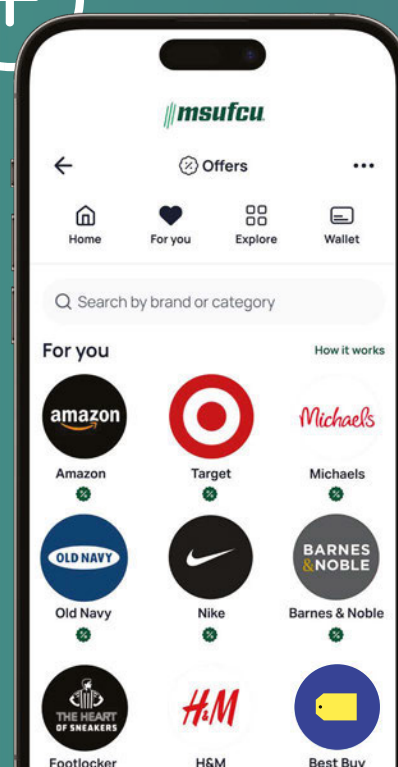 msufcu
Offers
Home For you Explore Wallet
Search by brand or category
For you How it works
amazon Michaels
Amazon Target Michaels
OLD NAVY BARNES
&NOBLE
Old Navy Nike Barnes & Noble
THE HEART
OF SNEAKERS
H&M
Footlocker H&M Best Buy